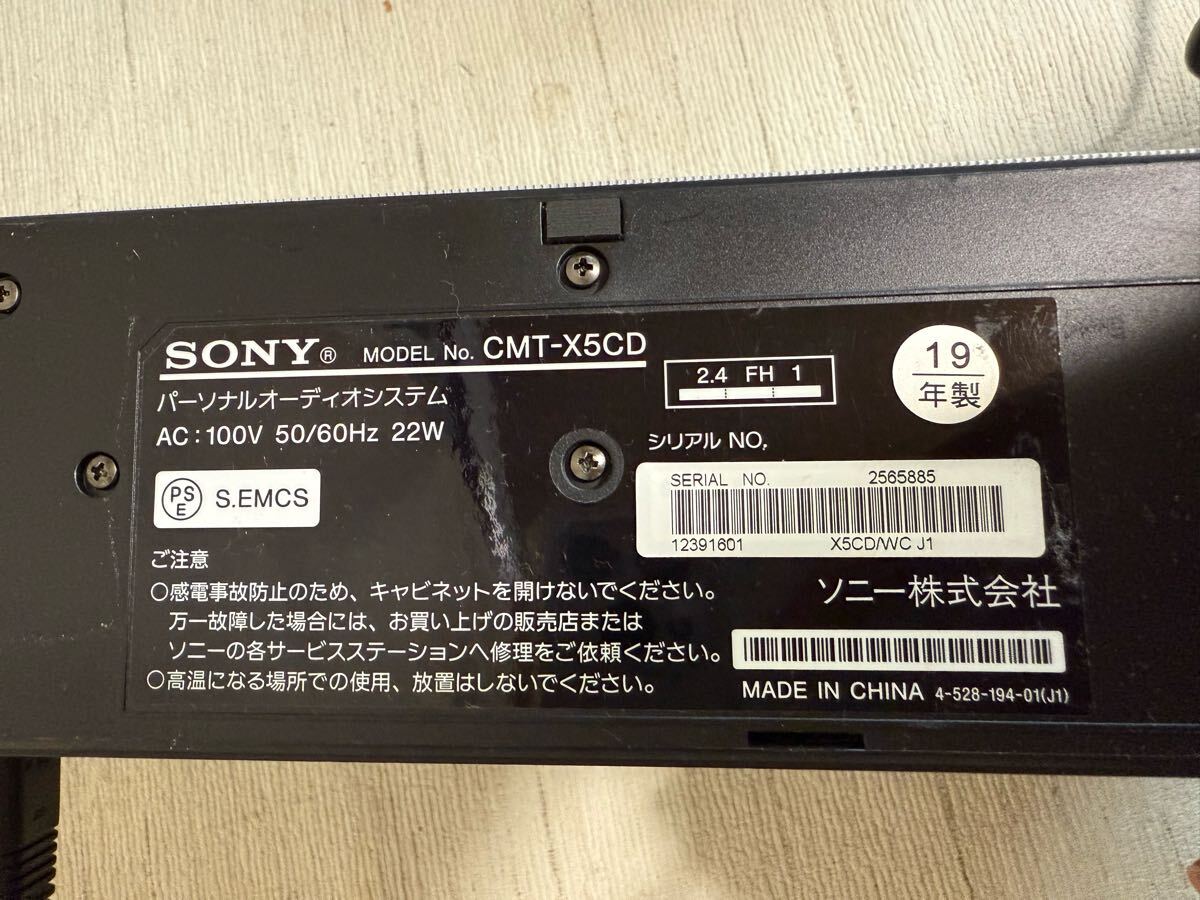 SONY® MODEL No. CMT-X5CD
パーソナルオーディオシステム
AC:100V 50/60Hz 22W
2.4 FH 1
19
年製
シリアル NO.
SERIAL NO. 2565885
12391601 X5CD/WC J1
PSE S.EMCS
ご注意
○感電事故防止のため、キャビネットを開けないでください。
万一故障した場合には、お買い上げの販売店または
ソニーの各サービスステーションへ修理をご依頼ください。
○高温になる場所での使用、放置はしないでください。
ソニー株式会社
MADE IN CHINA 4-528-194-01(J1)